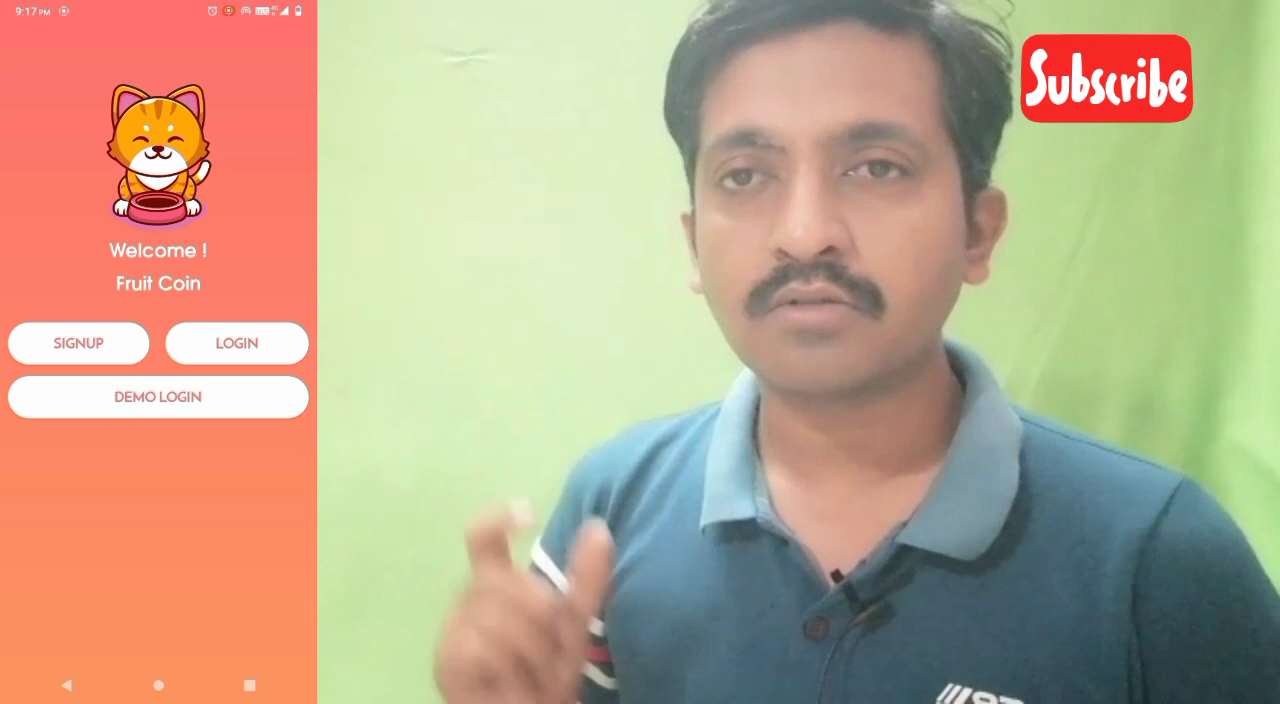 9:17 PM
Welcome !
Fruit Coin
SIGNUP
LOGIN
DEMO LOGIN
Subscribe